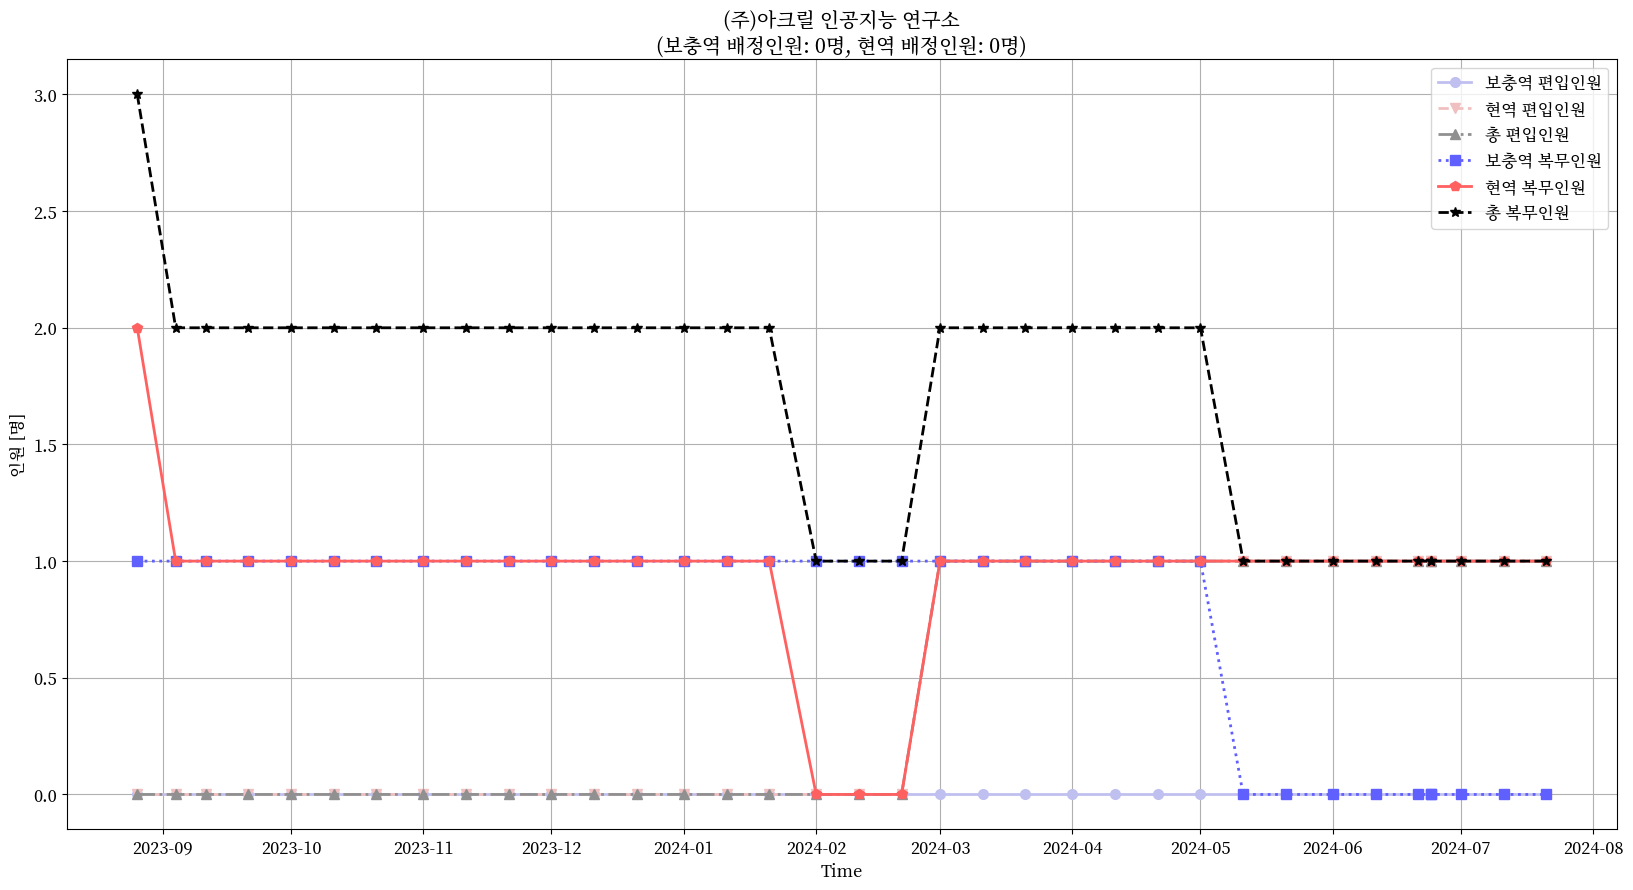 (주)아크릴 인공지능 연구소
(보충역 배정인원: 0명, 현역 배정인원: 0명)
보충역 편입인원
현역 편입인원
총 편입인원
보충역 복무인원
현역 복무인원
총 복무인원
인원 [명]
3.0
2.5
2.0
1.5
1.0
0.5
0.0
2023-09 2023-10 2023-11 2023-12 2024-01 2024-02 2024-03 2024-04 2024-05 2024-06 2024-07 2024-08
Time